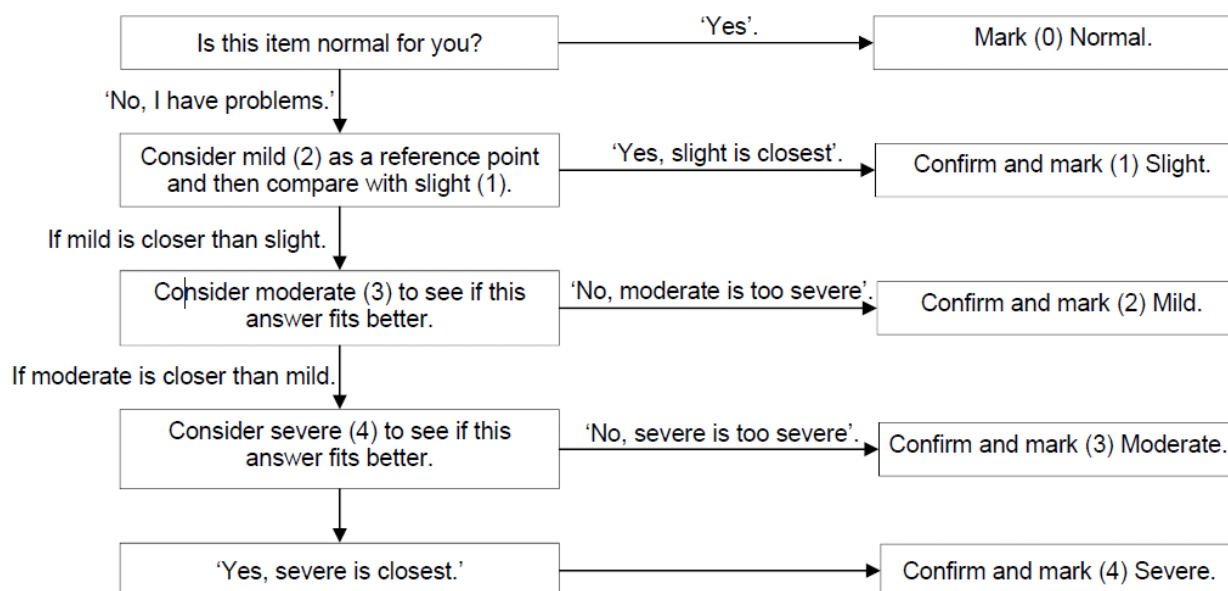 Is this item normal for you?
‘Yes’.
Mark (0) Normal.
‘No, I have problems.’
Consider mild (2) as a reference point
and then compare with slight (1).
‘Yes, slight is closest’.
Confirm and mark (1) Slight.
If mild is closer than slight.
Consider moderate (3) to see if this
answer fits better.
‘No, moderate is too severe’.
Confirm and mark (2) Mild.
If moderate is closer than mild.
Consider severe (4) to see if this
answer fits better.
‘No, severe is too severe’.
Confirm and mark (3) Moderate.
‘Yes, severe is closest.’
Confirm and mark (4) Severe.